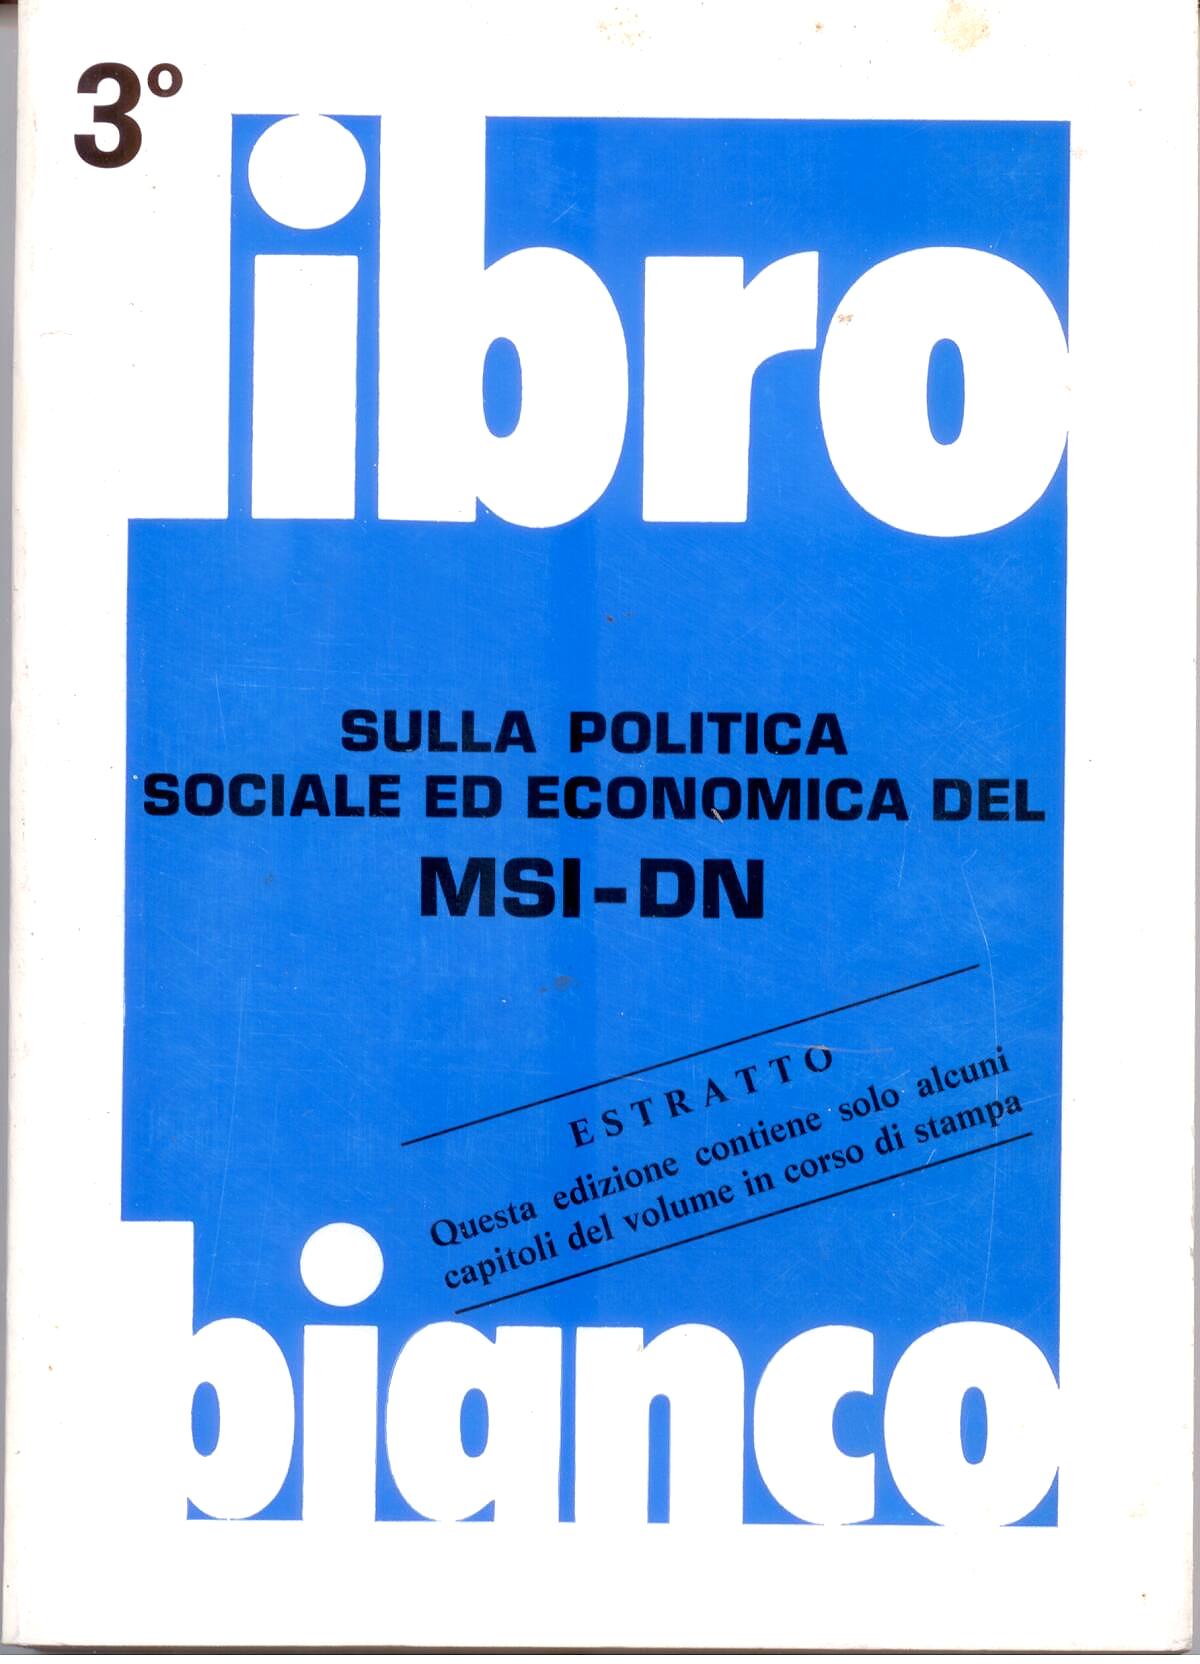 3°
libro
SULLA POLITICA
SOCIALE ED ECONOMICA DEL
MSI-DN
ESTRATTO
Questa edizione contiene solo alcuni
capitoli del volume in corso di stampa
bianco